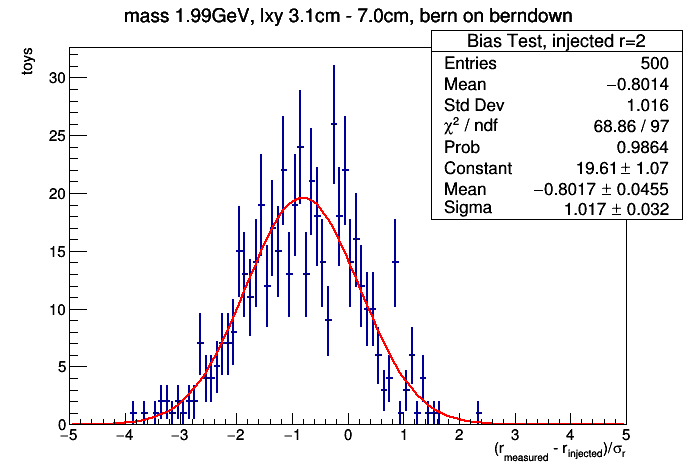 mass 1.99GeV, lxy 3.1cm - 7.0cm, bern on berndown
Bias Test, injected r=2
Entries 500
Mean −0.8014
Std Dev 1.016
χ² / ndf 68.86 / 97
Prob 0.9864
Constant 19.61 ± 1.07
Mean −0.8017 ± 0.0455
Sigma 1.017 ± 0.032
toys
30
25
20
15
10
5
0
−5 −4 −3 −2 −1 0 1 2 3 4 5
(r_measured - r_injected)/σ_r